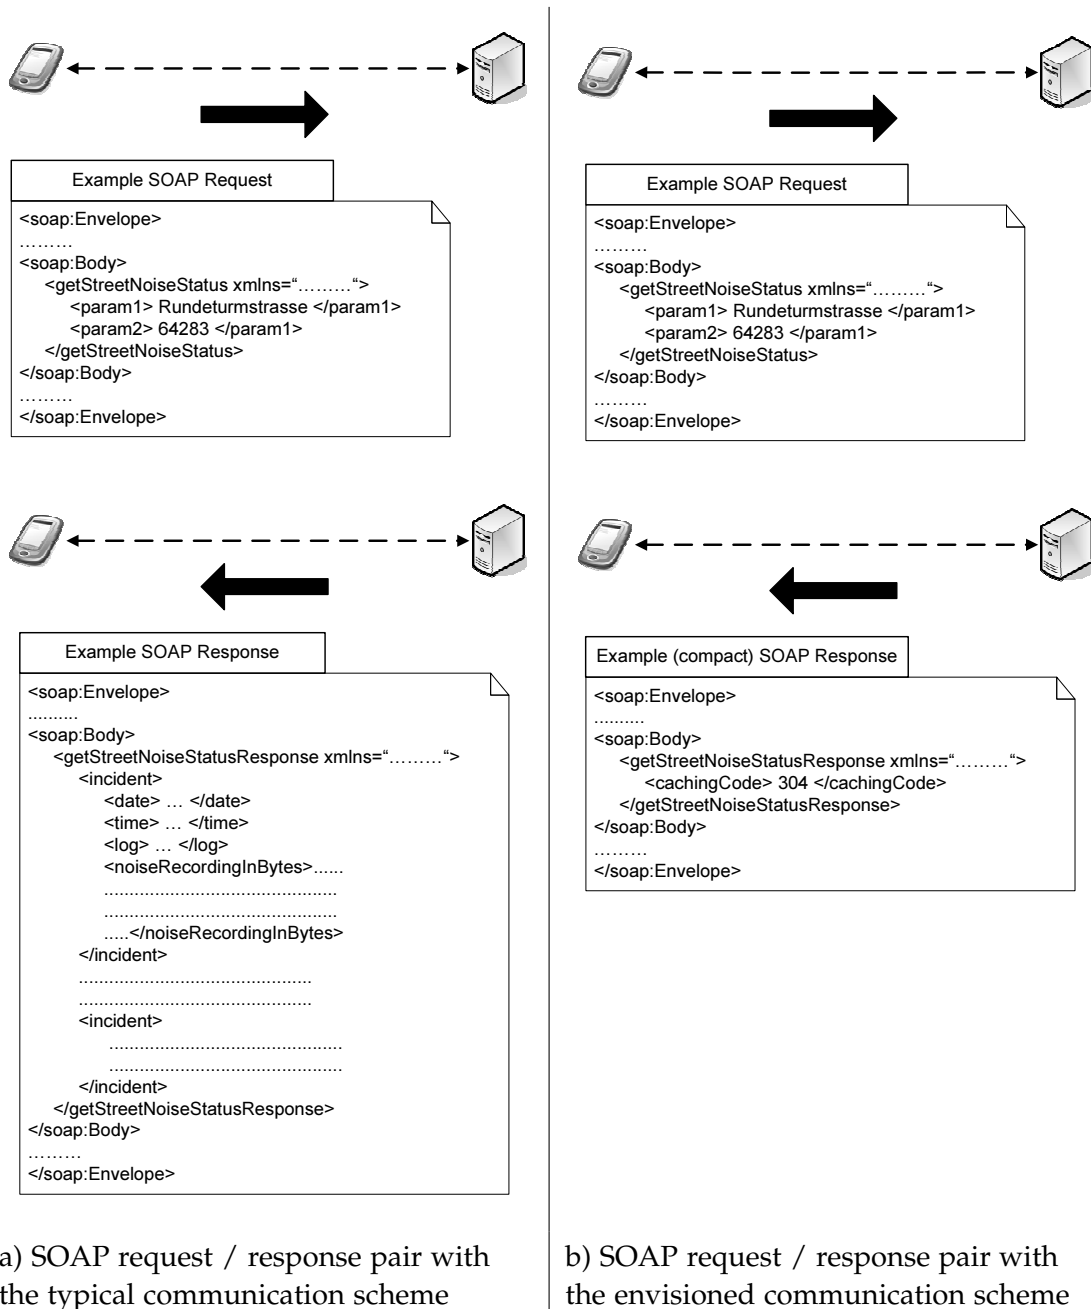 Example SOAP Request
<soap:Envelope>
………
<soap:Body>
<getStreetNoiseStatus xmlns=“………“>
<param1> Rundeturmstrasse </param1>
<param2> 64283 </param1>
</getStreetNoiseStatus>
</soap:Body>
………
</soap:Envelope>
Example SOAP Response
<soap:Envelope>
..........
<soap:Body>
<getStreetNoiseStatusResponse xmlns=“………“>
<incident>
<date> … </date>
<time> … </time>
<log> … </log>
<noiseRecordingInBytes>......
..............................................
..............................................
.....</noiseRecordingInBytes>
</incident>
..............................................
..............................................
<incident>
..............................................
..............................................
</incident>
</getStreetNoiseStatusResponse>
</soap:Body>
………
</soap:Envelope>
a) SOAP request / response pair with
the typical communication scheme
Example SOAP Request
<soap:Envelope>
………
<soap:Body>
<getStreetNoiseStatus xmlns=“………“>
<param1> Rundeturmstrasse </param1>
<param2> 64283 </param1>
</getStreetNoiseStatus>
</soap:Body>
………
</soap:Envelope>
Example (compact) SOAP Response
<soap:Envelope>
..........
<soap:Body>
<getStreetNoiseStatusResponse xmlns=“………“>
<cachingCode> 304 </cachingCode>
</getStreetNoiseStatusResponse>
</soap:Body>
………
</soap:Envelope>
b) SOAP request / response pair with
the envisioned communication scheme